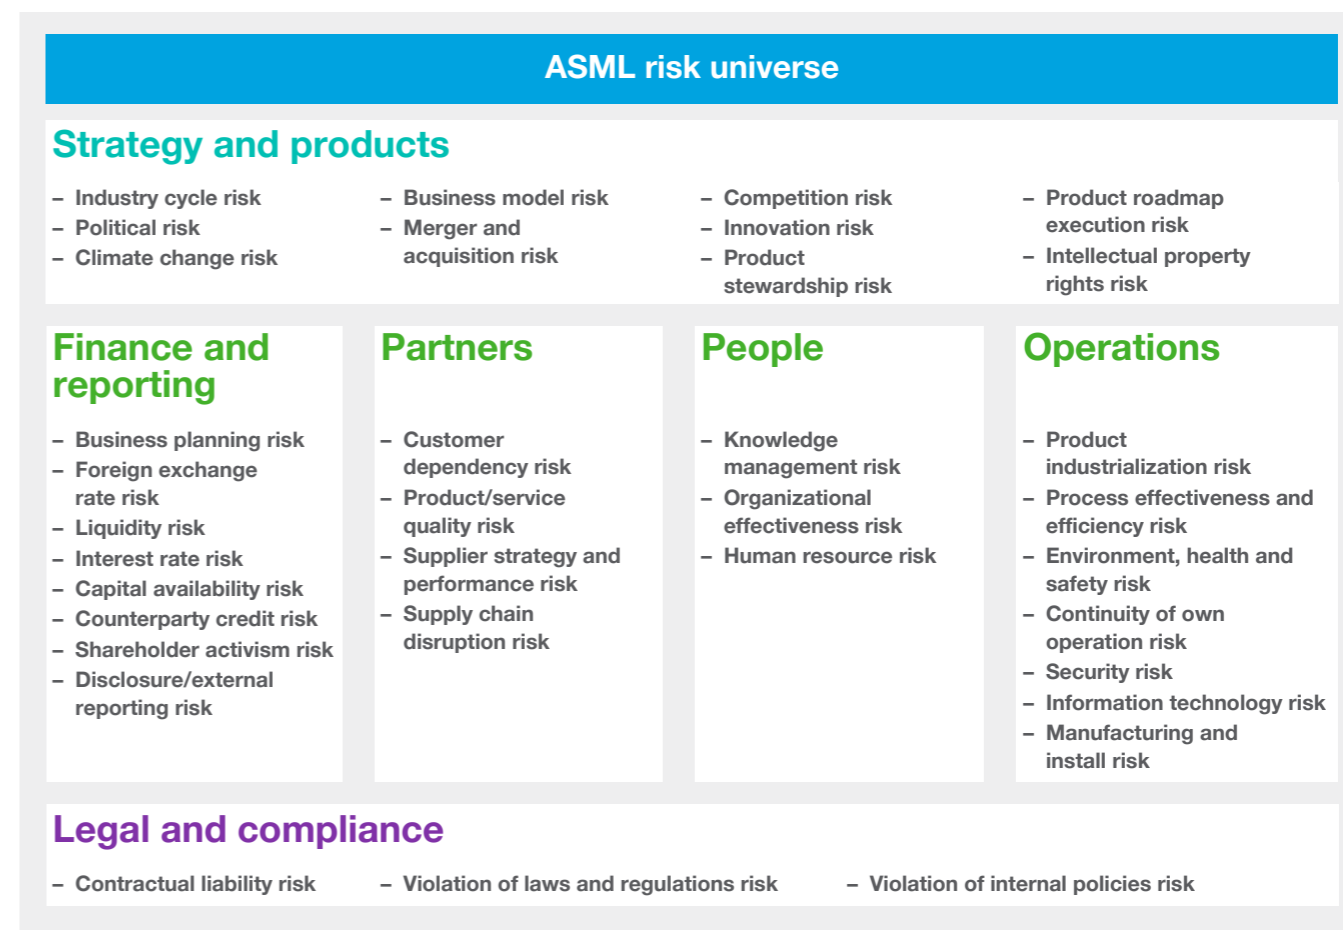 ASML risk universe
Strategy and products
– Industry cycle risk
– Political risk
– Climate change risk
– Business model risk
– Merger and
acquisition risk
– Competition risk
– Innovation risk
– Product
stewardship risk
– Product roadmap
execution risk
– Intellectual property
rights risk
Finance and
reporting
– Business planning risk
– Foreign exchange
rate risk
– Liquidity risk
– Interest rate risk
– Capital availability risk
– Counterparty credit risk
– Shareholder activism risk
– Disclosure/external
reporting risk
Partners
– Customer
dependency risk
– Product/service
quality risk
– Supplier strategy and
performance risk
– Supply chain
disruption risk
People
– Knowledge
management risk
– Organizational
effectiveness risk
– Human resource risk
Operations
– Product
industrialization risk
– Process effectiveness and
efficiency risk
– Environment, health and
safety risk
– Continuity of own
operation risk
– Security risk
– Information technology risk
– Manufacturing and
install risk
Legal and compliance
– Contractual liability risk
– Violation of laws and regulations risk
– Violation of internal policies risk